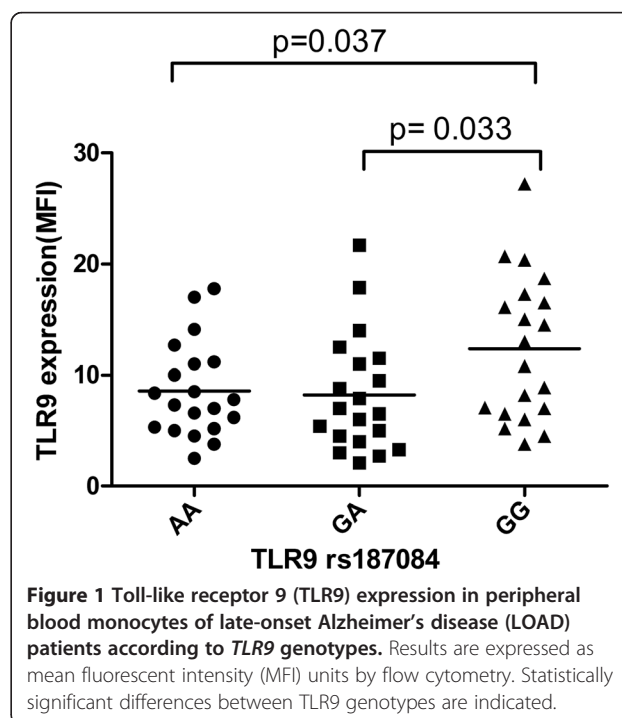 p=0.037
p= 0.033
TLR9 expression(MFI)
30
20
10
0
AA
GA
GG
TLR9 rs187084
Figure 1 Toll-like receptor 9 (TLR9) expression in peripheral
blood monocytes of late-onset Alzheimer’s disease (LOAD)
patients according to TLR9 genotypes. Results are expressed as
mean fluorescent intensity (MFI) units by flow cytometry. Statistically
significant differences between TLR9 genotypes are indicated.